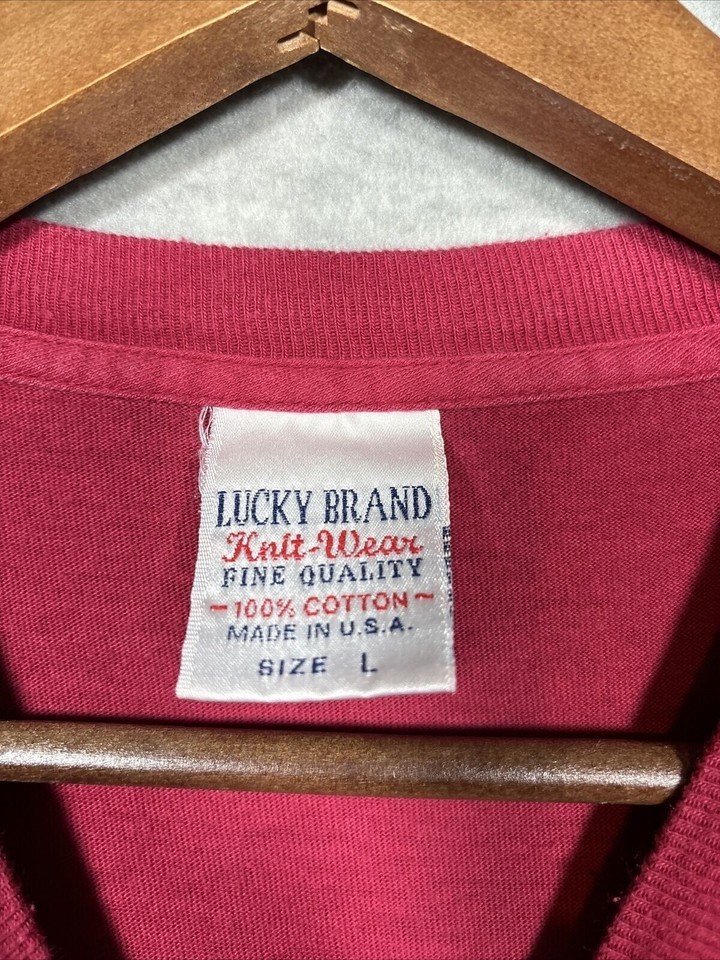 LUCKY BRAND
Knit-Wear
FINE QUALITY
~100% COTTON~
MADE IN U.S.A.
SIZE L